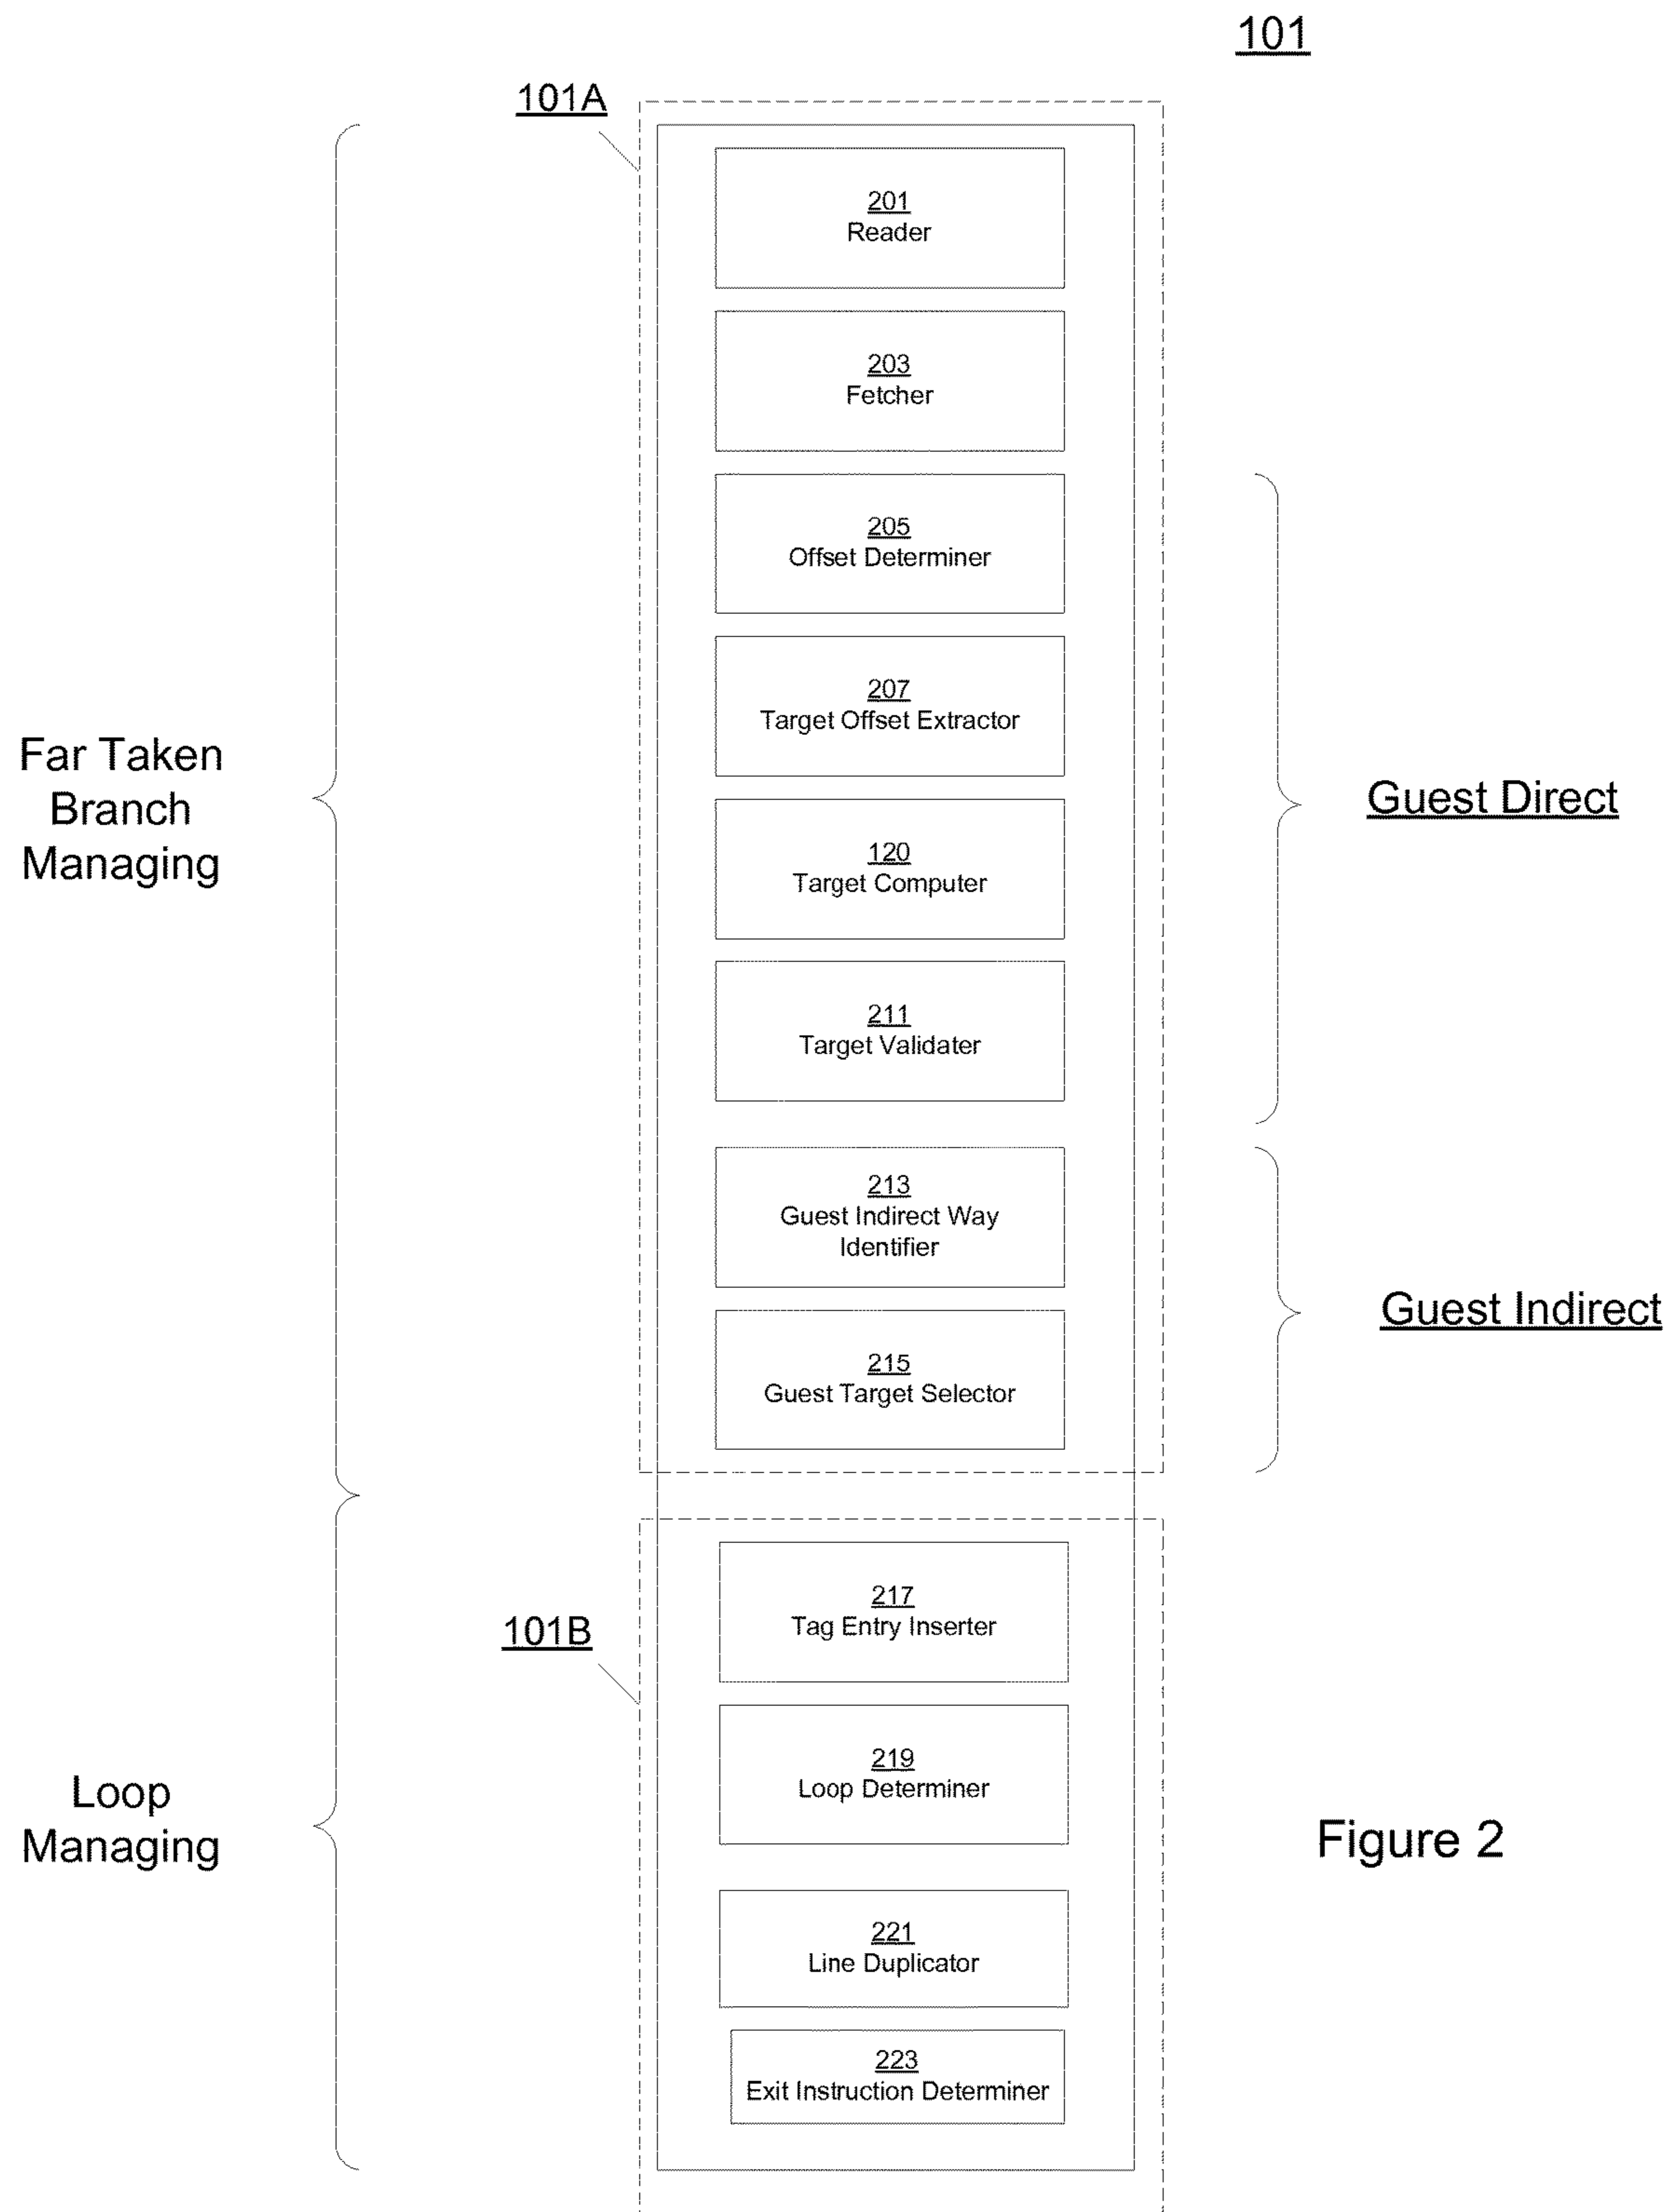 101
101A
201
Reader
203
Fetcher
205
Offset Determiner
207
Target Offset Extractor
Far Taken
Branch
Managing
Guest Direct
120
Target Computer
211
Target Validater
213
Guest Indirect Way
Identifier
Guest Indirect
215
Guest Target Selector
217
Tag Entry Inserter
101B
219
Loop Determiner
Loop
Managing
Figure 2
221
Line Duplicator
223
Exit Instruction Determiner